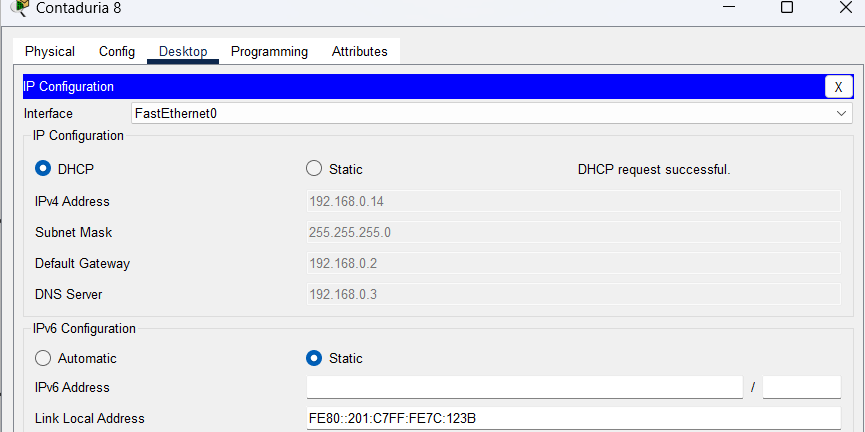 Contaduria 8
Physical Config Desktop Programming Attributes
IP Configuration X
Interface FastEthernet0
IP Configuration
DHCP Static DHCP request successful.
IPv4 Address 192.168.0.14
Subnet Mask 255.255.255.0
Default Gateway 192.168.0.2
DNS Server 192.168.0.3
IPv6 Configuration
Automatic Static
IPv6 Address /
Link Local Address FE80::201:C7FF:FE7C:123B